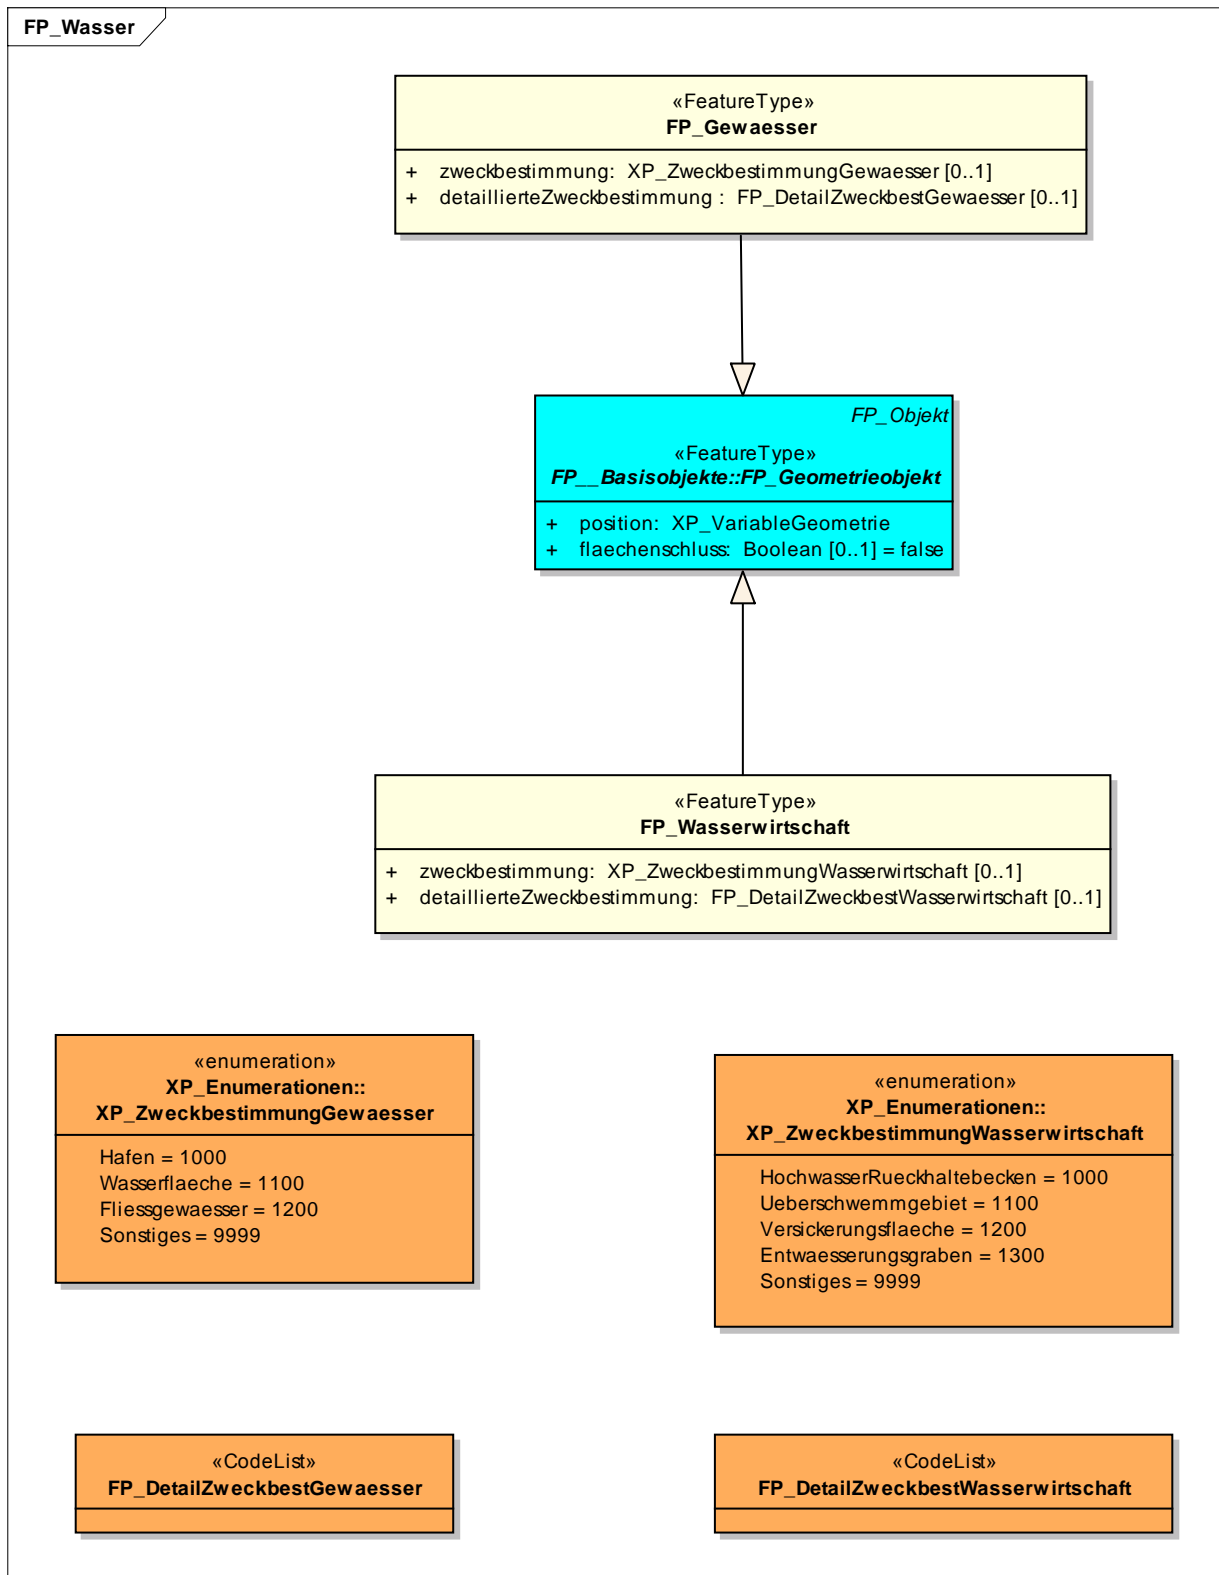 FP_Wasser
«FeatureType»
FP_Gewaesser
+ zweckbestimmung: XP_ZweckbestimmungGewaesser [0..1]
+ detaillierteZweckbestimmung : FP_DetailZweckbestGewaesser [0..1]
FP_Objekt
«FeatureType»
FP__Basisobjekte::FP_Geometrieobjekt
+ position: XP_VariableGeometrie
+ flaechenschluss: Boolean [0..1] = false
«FeatureType»
FP_Wasserwirtschaft
+ zweckbestimmung: XP_ZweckbestimmungWasserwirtschaft [0..1]
+ detaillierteZweckbestimmung: FP_DetailZweckbestWasserwirtschaft [0..1]
«enumeration»
XP_Enumerationen::
XP_ZweckbestimmungGewaesser
Hafen = 1000
Wasserflaeche = 1100
Fliessgewaesser = 1200
Sonstiges = 9999
«enumeration»
XP_Enumerationen::
XP_ZweckbestimmungWasserwirtschaft
HochwasserRueckhaltebecken = 1000
Ueberschwemmgebiet = 1100
Versickerungsflaeche = 1200
Entwaesserungsgraben = 1300
Sonstiges = 9999
«CodeList»
FP_DetailZweckbestGewaesser
«CodeList»
FP_DetailZweckbestWasserwirtschaft